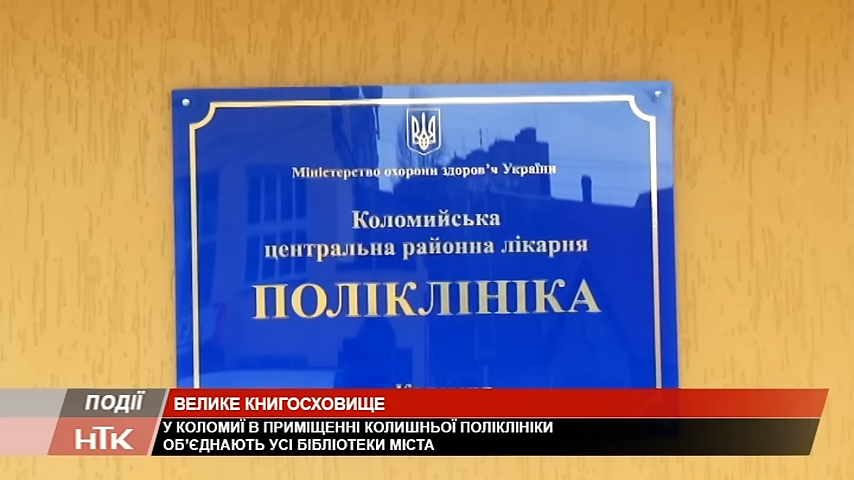 Міністерство охорони здоров'я України
Коломийська
центральна районна лікарня
ПОЛІКЛІНІКА
ПОДІЇ
ВЕЛИКЕ КНИГОСХОВИЩЕ
НТК
У КОЛОМИЇ В ПРИМІЩЕННІ КОЛИШНЬОЇ ПОЛІКЛІНІКИ
ОБ'ЄДНАЮТЬ УСІ БІБЛІОТЕКИ МІСТА